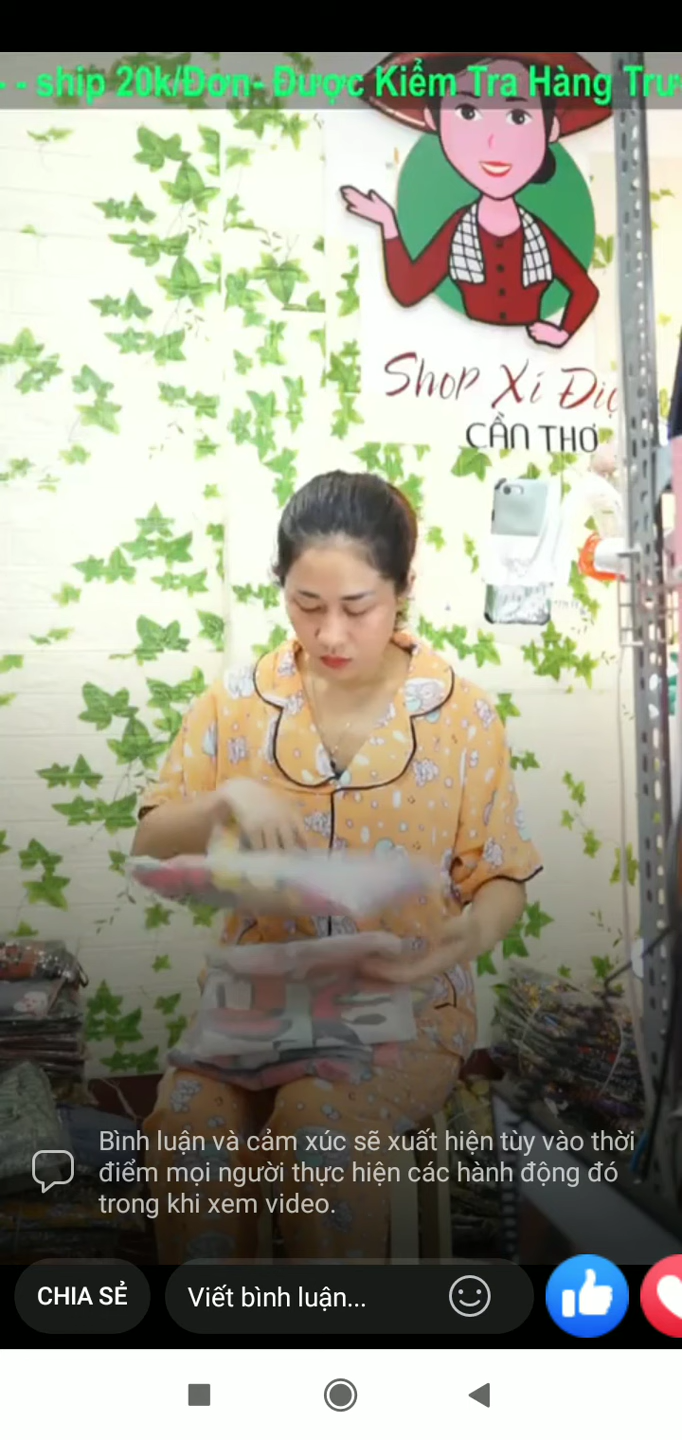 - - ship 20k/Đơn- Được Kiểm Tra Hàng
Shop Xí
CẦN THƠ
Bình luận và cảm xúc sẽ xuất hiện tùy vào thời
điểm mọi người thực hiện các hành động đó
trong khi xem video.
CHIA SẺ
Viết bình luận...